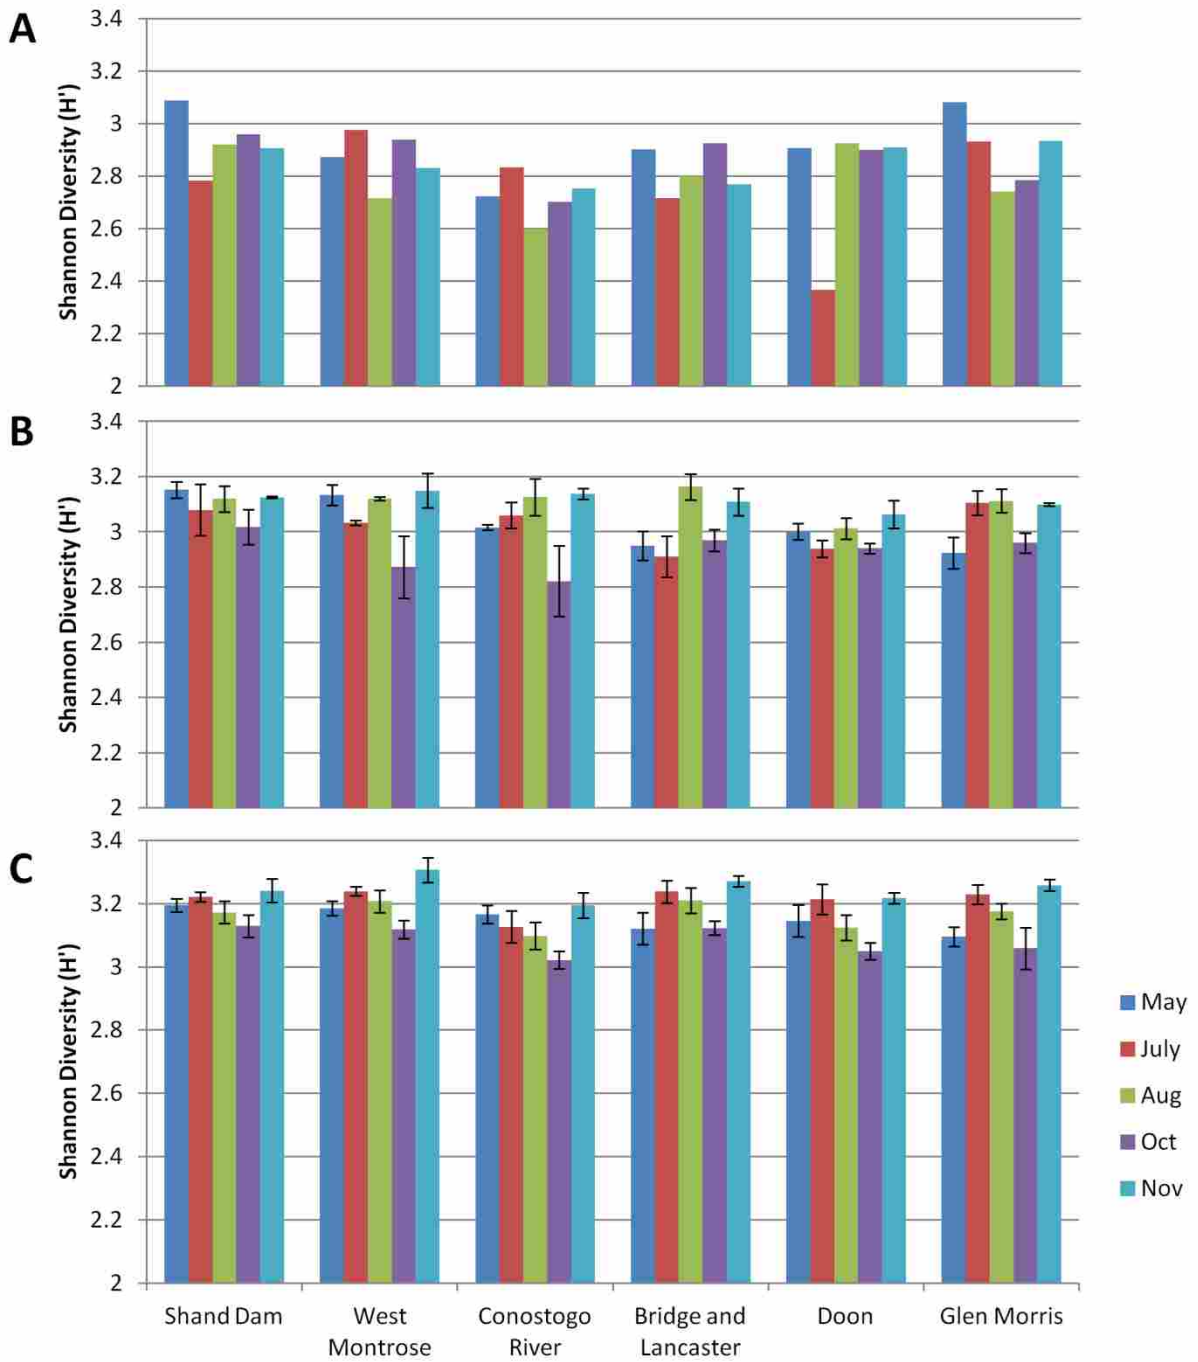 A
Shannon Diversity (H')
3.4
3.2
3
2.8
2.6
2.4
2.2
2
B
Shannon Diversity (H')
3.4
3.2
3
2.8
2.6
2.4
2.2
2
C
Shannon Diversity (H')
3.4
3.2
3
2.8
2.6
2.4
2.2
2
May
July
Aug
Oct
Nov
Shand Dam
West
Montrose
Conostogo
River
Bridge and
Lancaster
Doon
Glen Morris